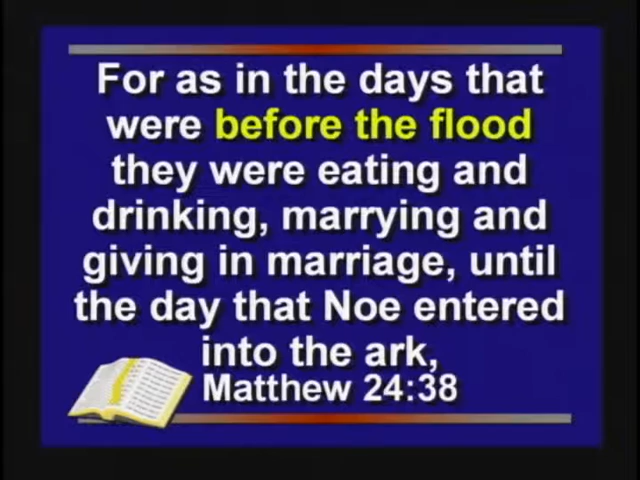 For as in the days that
were before the flood
they were eating and
drinking, marrying and
giving in marriage, until
the day that Noe entered
into the ark,
Matthew 24:38